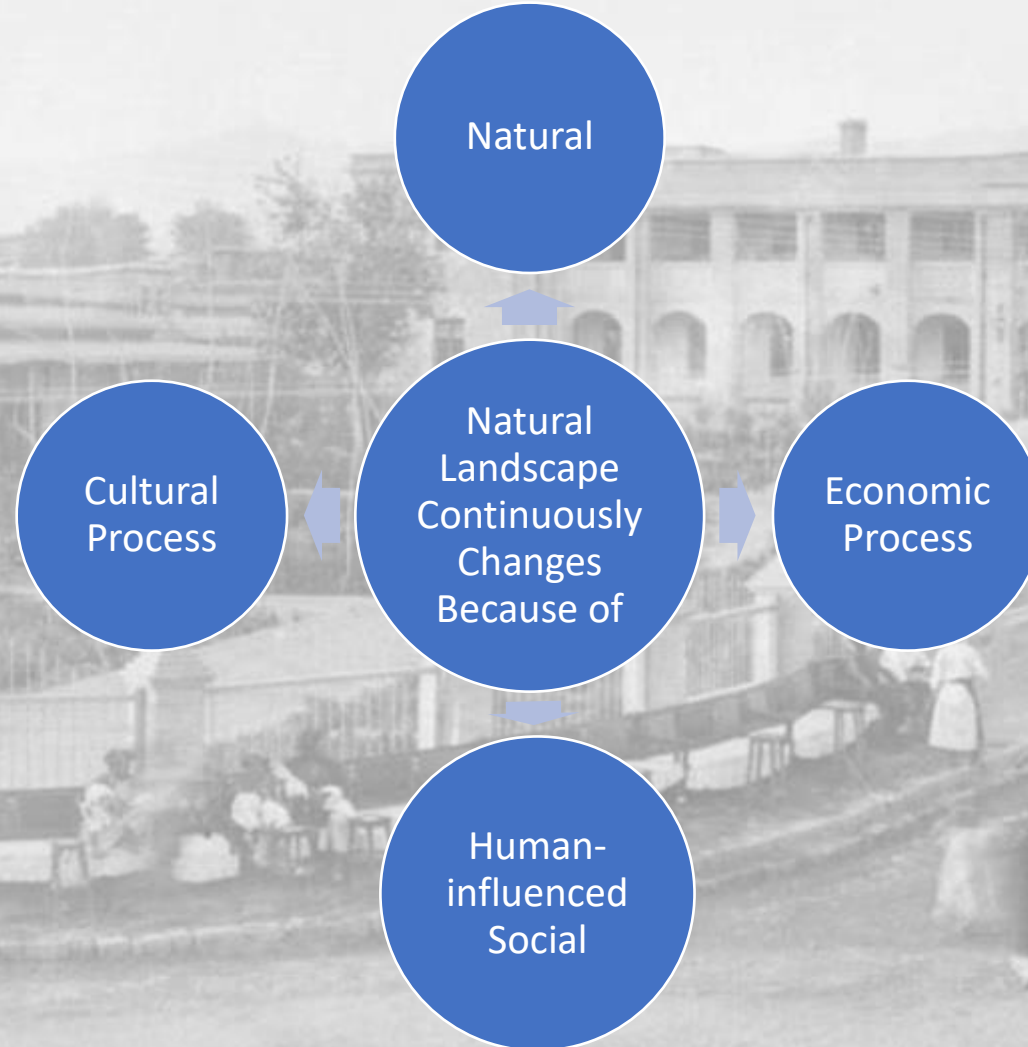 Natural
Natural
Landscape
Continuously
Changes
Because of
Cultural
Process
Economic
Process
Human-
influenced
Social